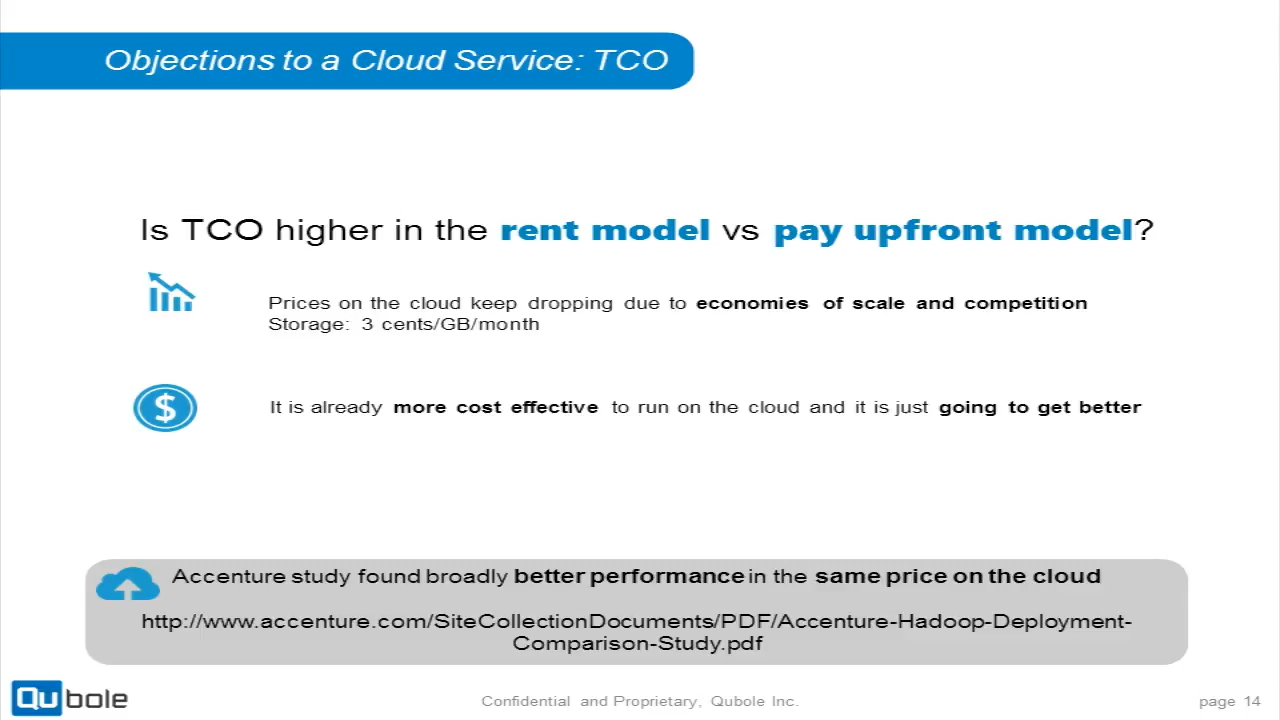 Objections to a Cloud Service: TCO
Is TCO higher in the rent model vs pay upfront model?
Prices on the cloud keep dropping due to economies of scale and competition
Storage: 3 cents/GB/month
$
It is already more cost effective to run on the cloud and it is just going to get better
Accenture study found broadly better performance in the same price on the cloud
http://www.accenture.com/SiteCollectionDocuments/PDF/Accenture-Hadoop-Deployment-
Comparison-Study.pdf
Qubole
Confidential and Proprietary, Qubole Inc.
page 14